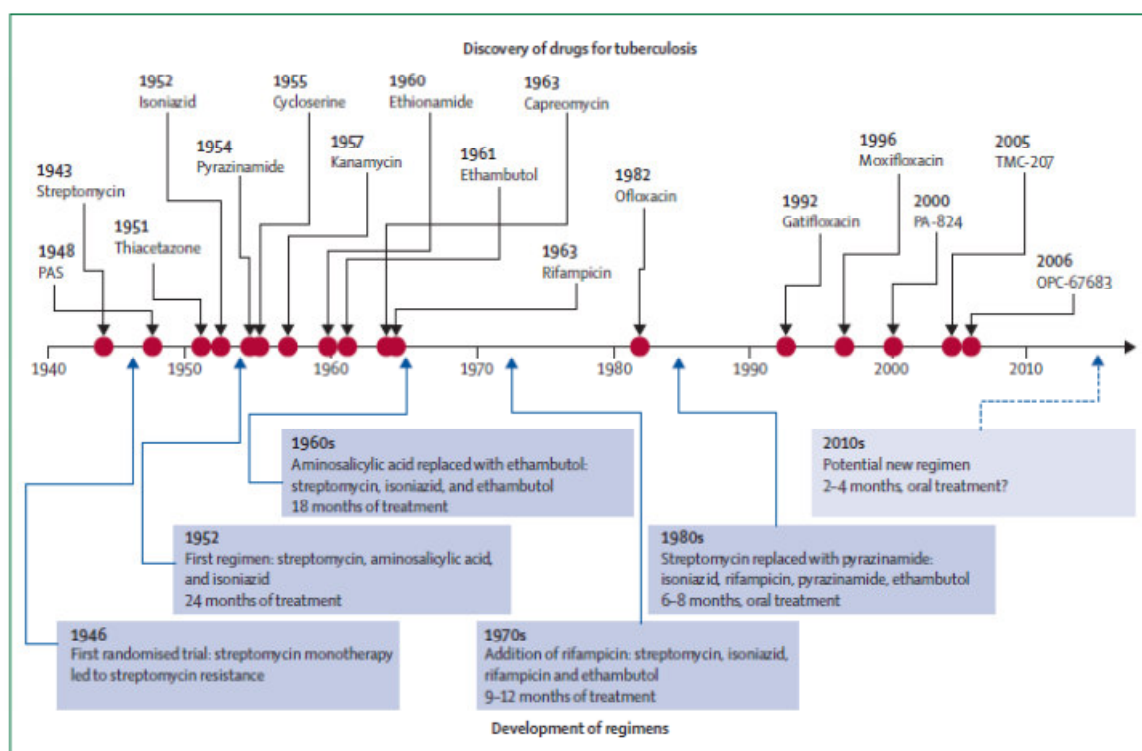 Discovery of drugs for tuberculosis
1952
Isoniazid
1955
Cycloserine
1960
Ethionamide
1963
Capreomycin
1954
Pyrazinamide
1957
Kanamycin
1961
Ethambutol
1996
Moxifloxacin
2005
TMC-207
1943
Streptomycin
1982
Ofloxacin
1992
Gatifloxacin
2000
PA-824
1951
Thiacetazone
1948
PAS
1963
Rifampicin
2006
OPC-67683
1940
1950
1960
1970
1980
1990
2000
2010
1960s
Aminosalicylic acid replaced with ethambutol:
streptomycin, isoniazid, and ethambutol
18 months of treatment
2010s
Potential new regimen
2–4 months, oral treatment?
1952
First regimen: streptomycin, aminosalicylic acid,
and isoniazid
24 months of treatment
1980s
Streptomycin replaced with pyrazinamide:
isoniazid, rifampicin, pyrazinamide, ethambutol
6–8 months, oral treatment
1946
First randomised trial: streptomycin monotherapy
led to streptomycin resistance
1970s
Addition of rifampicin: streptomycin, isoniazid,
rifampicin and ethambutol
9–12 months of treatment
Development of regimens